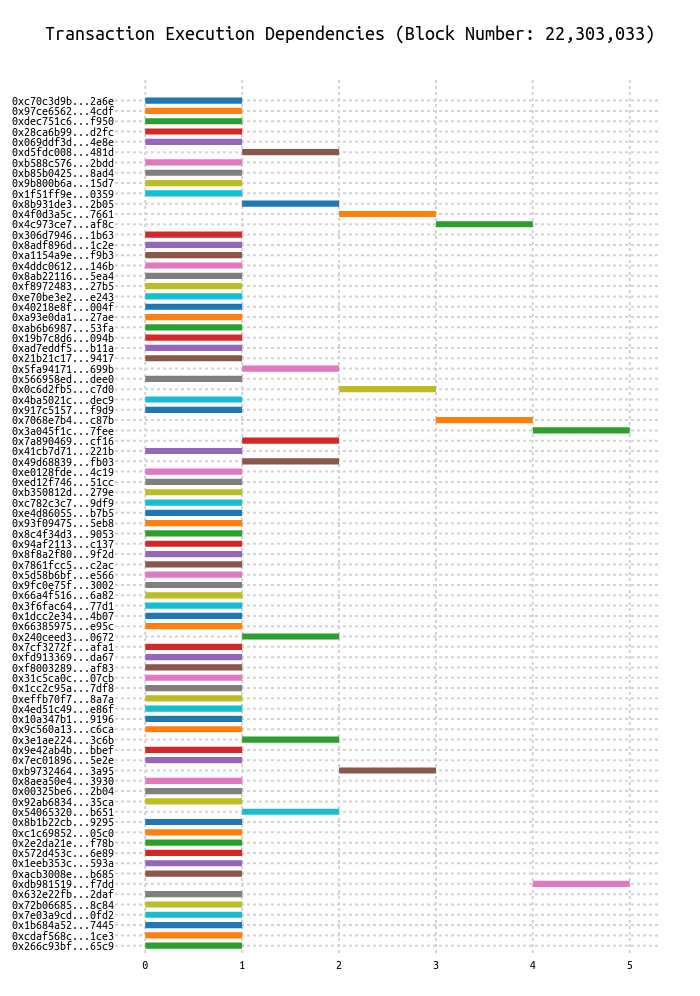 Transaction Execution Dependencies (Block Number: 22,303,033)
0xc70c3d9b...2a6e
0x97ce6562...4cdf
0xdec751c6...f950
0x28ca6b99...d2fc
0x069ddf3d...4e8e
0xd5fdc008...481d
0xb588c576...2bdd
0xb85b0425...8ad4
0x9b800b6a...15d7
0x1f51ff9e...0359
0x8b931de3...2b05
0x4f0d3a5c...7661
0x4c973ce7...af8c
0x306d7946...1b63
0x8adf896d...1c2e
0xa1154a9e...f9b3
0x4ddc0612...146b
0x8ab22116...5ea4
0xf8972483...27b5
0xe70be3e2...e243
0x40218e8f...004f
0xa93e0da1...27ae
0xab6b6987...53fa
0x19b7c8d6...094b
0xad7eddf5...b11a
0x21b21c17...9417
0x5fa94171...699b
0x566958ed...dee0
0x0c6d2fb5...c7d0
0x4ba5021c...dec9
0x917c5157...f9d9
0x7068e7b4...c87b
0x3a045f1c...7fee
0x7a890469...cf16
0x41cb7d71...221b
0x49d68839...fb03
0xe0128fde...4c19
0xed12f746...51cc
0xb350812d...279e
0xc782c3c7...9df9
0xe4d86055...b7b5
0x93f09475...5eb8
0x8c4f34d3...9053
0x94af2113...c137
0x8f8a2f80...9f2d
0x7861fcc5...c2ac
0x5d58b6bf...e566
0x9fc0e75f...3002
0x66a4f516...6a82
0x3f6fac64...77d1
0x1dcc2e34...4b07
0x66385975...e95c
0x240ceed3...0672
0x7cf3272f...afa1
0xfd913369...da67
0xf8003289...af83
0x31c5ca0c...07cb
0x1cc2c95a...7df8
0xeffb70f7...8a7a
0x4ed51c49...e86f
0x10a347b1...9196
0x9c560a13...c6ca
0x3e1ae224...3c6b
0x9e42ab4b...bbef
0x7ec01896...5e2e
0xb9732464...3a95
0x8aea50e4...3930
0x00325be6...2b04
0x92ab6834...35ca
0x54065320...b651
0x8b1b22cb...9295
0xc1c69852...05c0
0x2e2da21e...f78b
0x572d453c...6e89
0x1eeb353c...593a
0xacb3008e...b685
0xdb981519...f7dd
0x632e22fb...2daf
0x72b06685...8c84
0x7e03a9cd...0fd2
0x1b684a52...7445
0xcdaf568c...1ce3
0x266c93bf...65c9
0 1 2 3 4 5